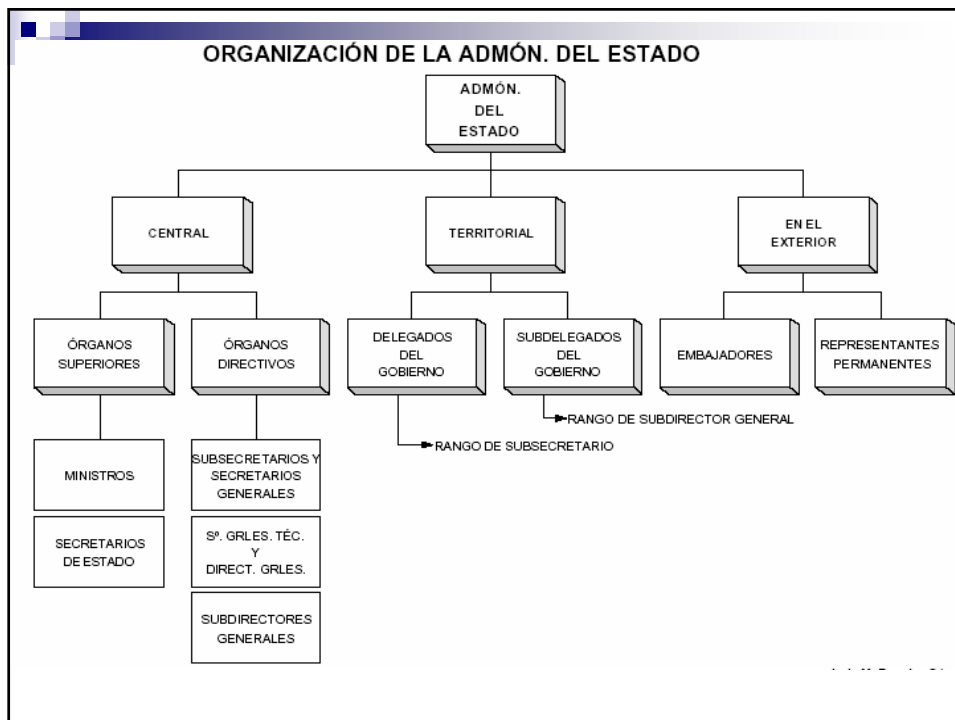 ORGANIZACIÓN DE LA ADMÓN. DEL ESTADO
ADMÓN.
DEL
ESTADO
CENTRAL
TERRITORIAL
EN EL
EXTERIOR
ÓRGANOS
SUPERIORES
ÓRGANOS
DIRECTIVOS
DELEGADOS
DEL
GOBIERNO
SUBDELEGADOS
DEL
GOBIERNO
EMBAJADORES
REPRESENTANTES
PERMANENTES
RANGO DE SUBDIRECTOR GENERAL
RANGO DE SUBSECRETARIO
MINISTROS
SUBSECRETARIOS Y
SECRETARIOS
GENERALES
SECRETARIOS
DE ESTADO
Sº. GRLES. TÉC.
Y
DIRECT. GRLES.
SUBDIRECTORES
GENERALES